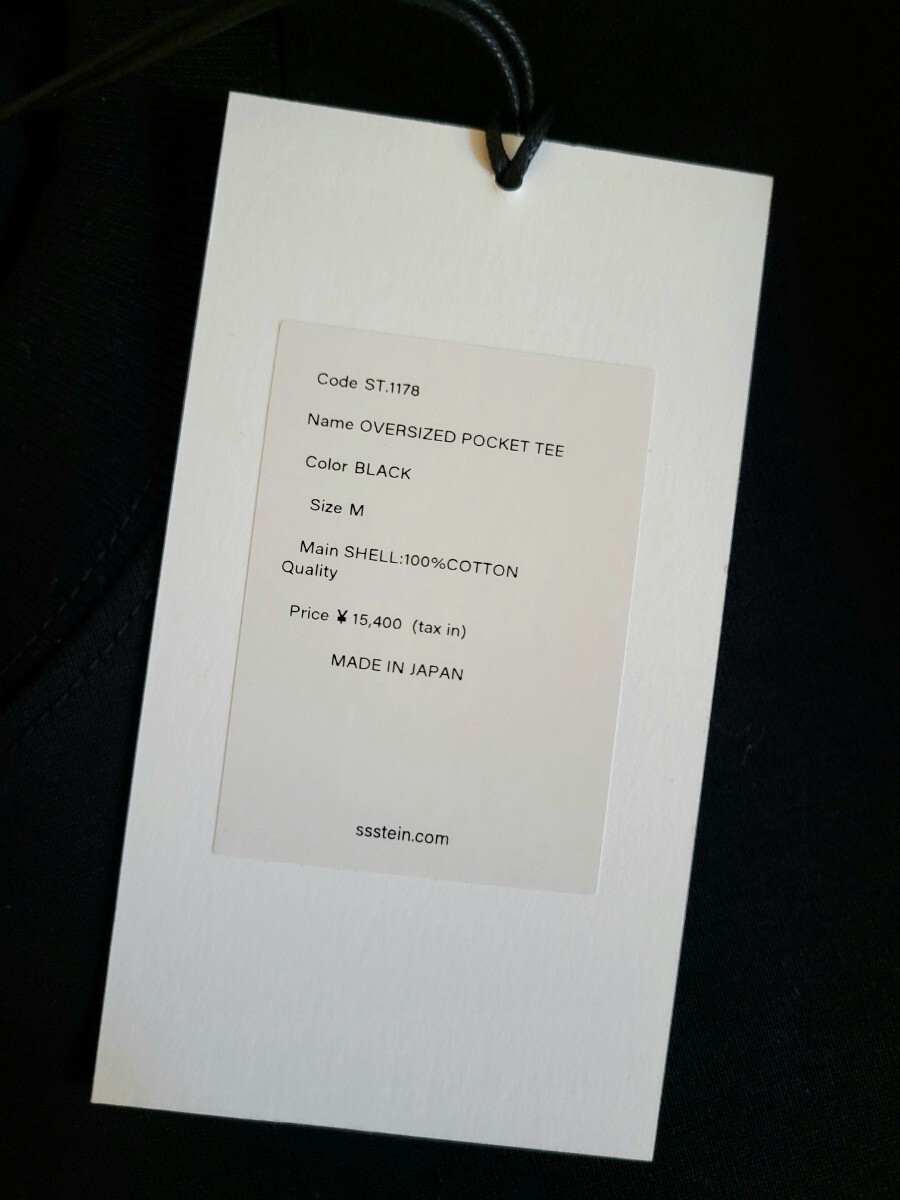 Code ST.1178
Name OVERSIZED POCKET TEE
Color BLACK
Size M
Main SHELL:100%COTTON
Quality
Price ¥15,400 (tax in)
MADE IN JAPAN
ssstein.com